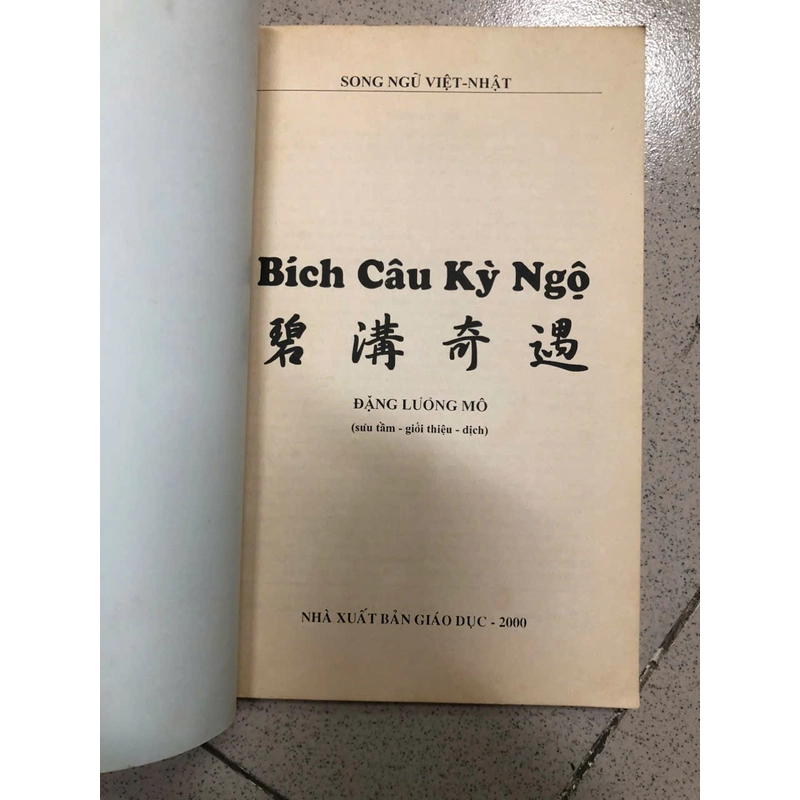 SONG NGỮ VIỆT-NHẬT
Bích Câu Kỳ Ngộ
碧溝奇遇
ĐẶNG LƯƠNG MÔ
(sưu tầm - giới thiệu - dịch)
NHÀ XUẤT BẢN GIÁO DỤC - 2000